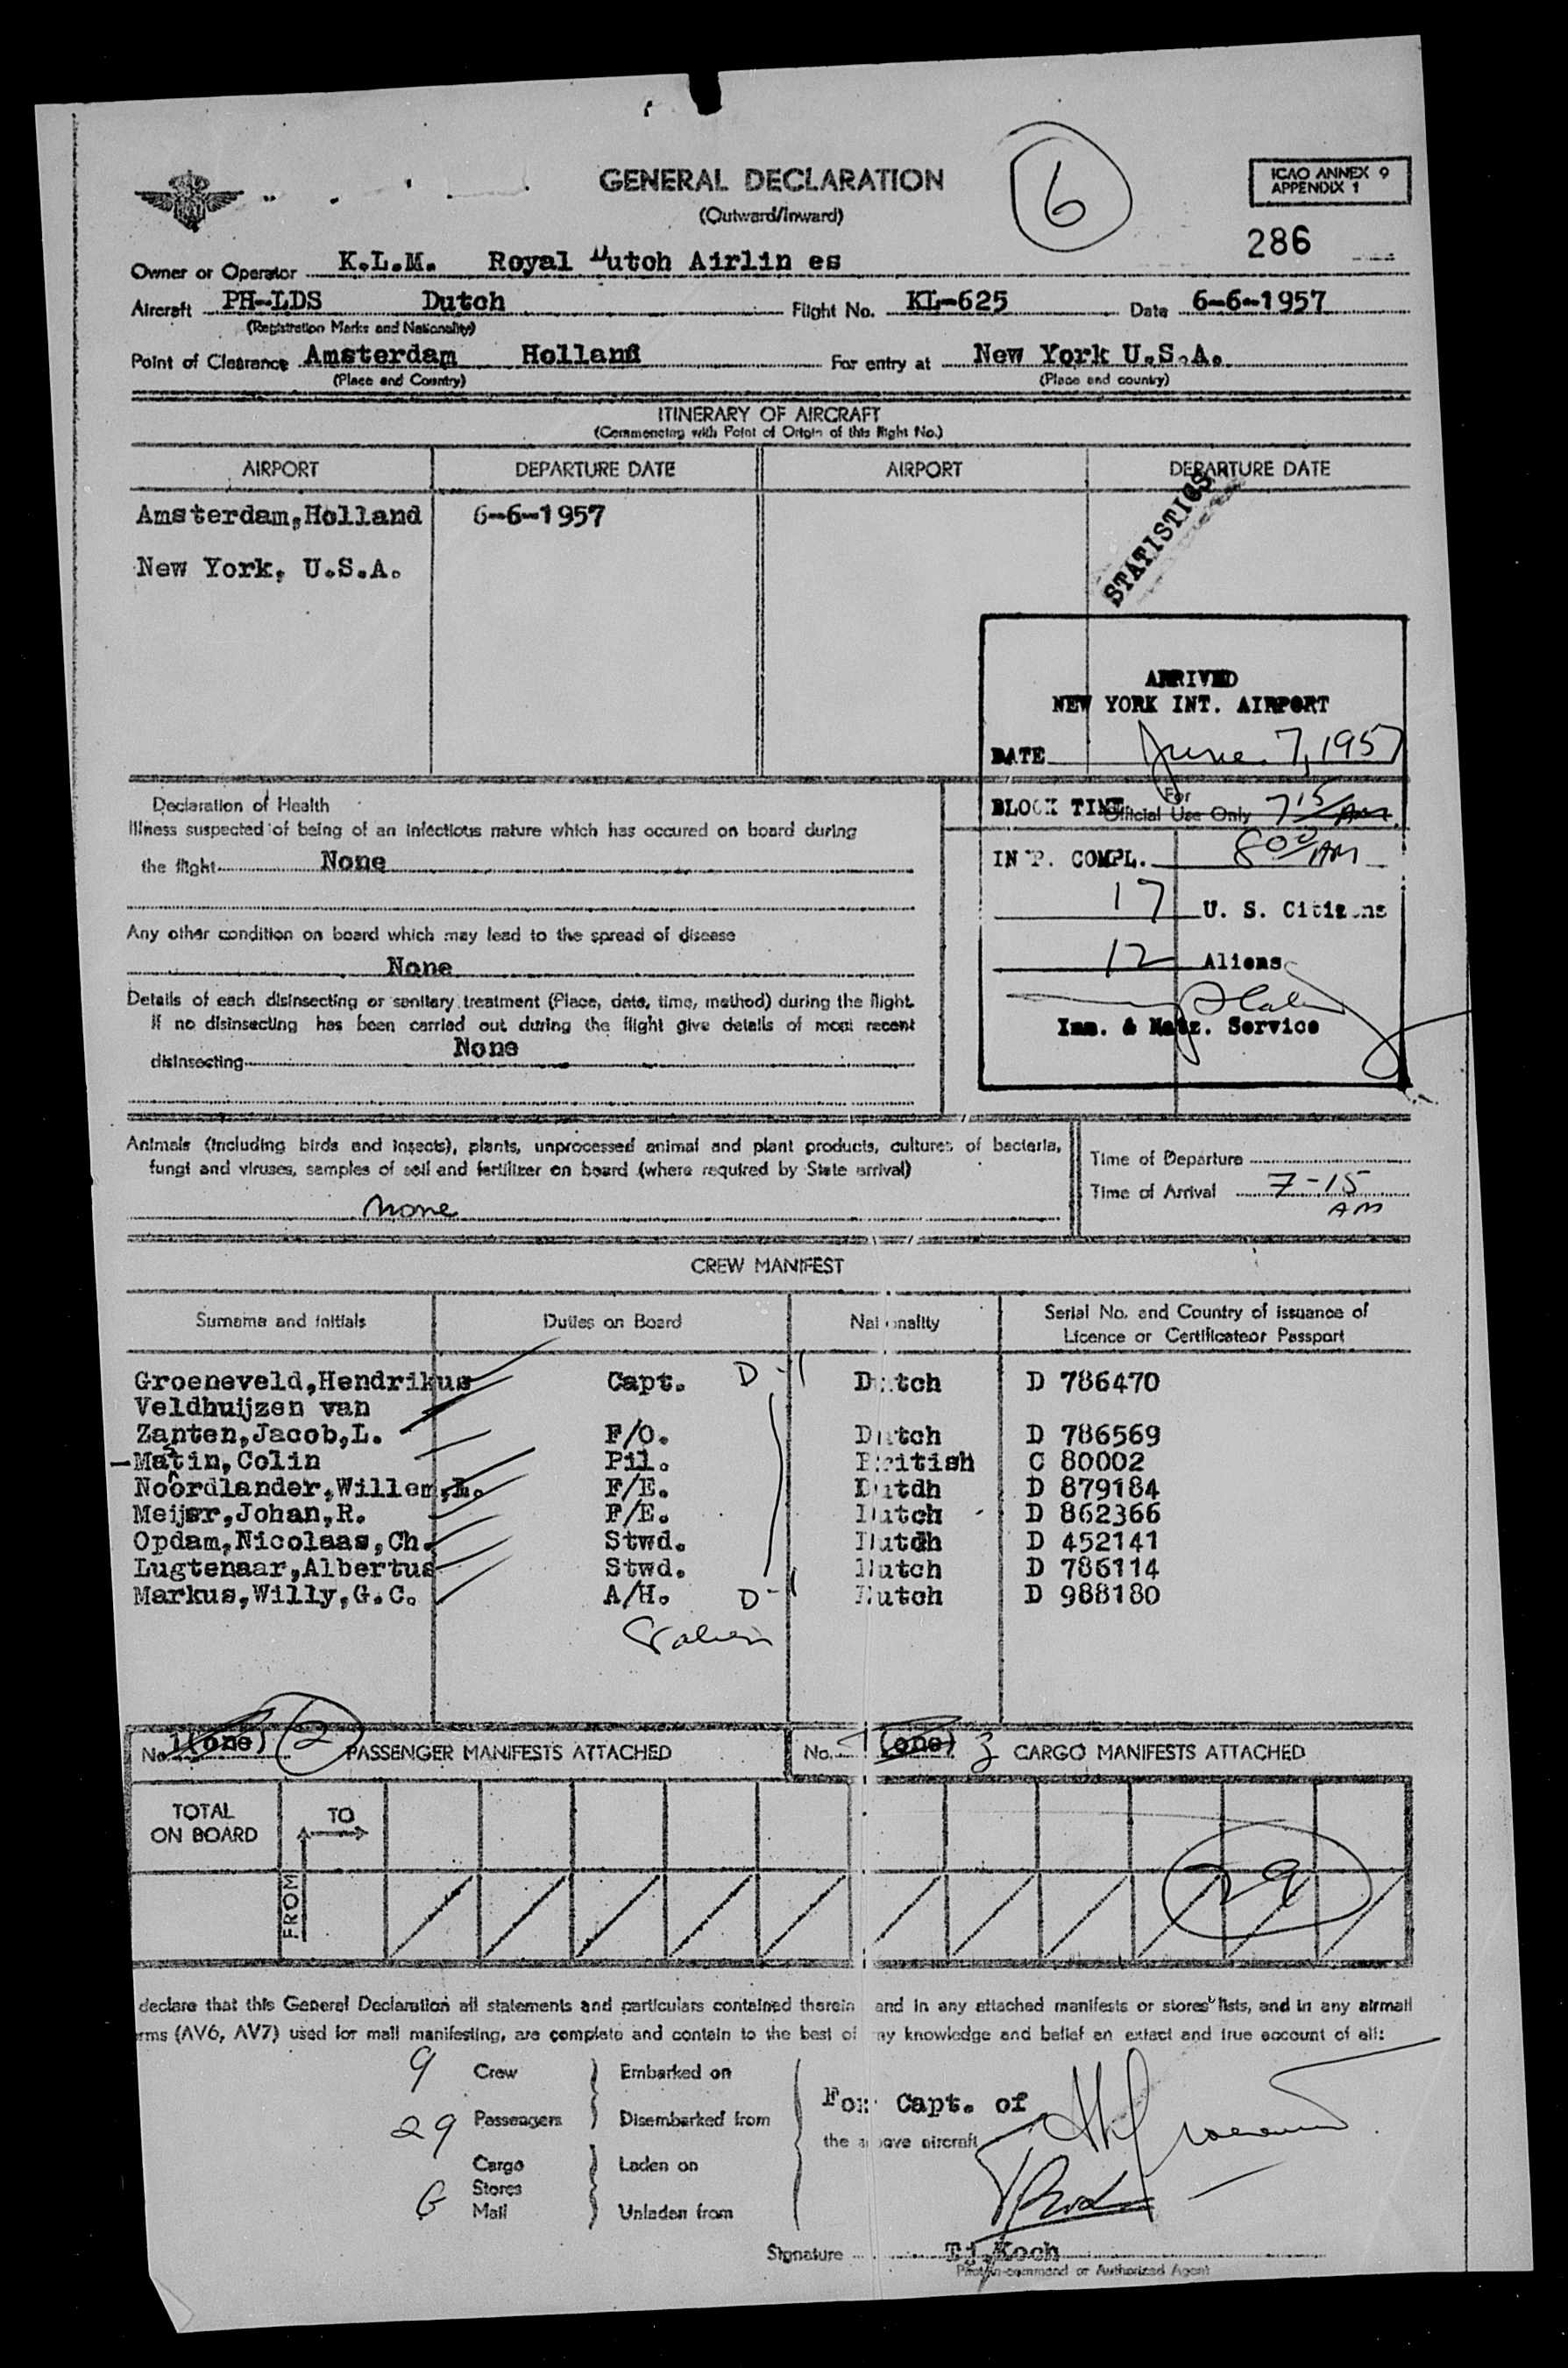 GENERAL DECLARATION
(Outward/Inward)
6
ICAO ANNEX 9
APPENDIX 1
286
Owner or Operator K.L.M. Royal Dutch Airlin es
Aircraft PH-LDS Dutch Flight No. KL-625 Date 6-6-1957
(Registration Marks and Nationality)
Point of Clearance Amsterdam Holland For entry at New York U.S.A.
(Place and Country) (Place and country)
ITINERARY OF AIRCRAFT
(Commencing with Point of Origin of this flight No.)
AIRPORT DEPARTURE DATE AIRPORT DEPARTURE DATE
Amsterdam,Holland 6-6-1957
New York, U.S.A.
STATISTICS
ARRIVED
NEW YORK INT. AIRPORT
DATE June 7, 1957
For
Official Use Only
BLOCK TIME 7 15 AM
INSP. COMPL. 8 00 AM
17 U. S. Citizens
12 Aliens
Imm. & Natz. Service
Declaration of Health
Illness suspected of being of an infectious nature which has occured on board during
the flight None
Any other condition on board which may lead to the spread of disease
None
Details of each disinsecting or sanitary treatment (Place, date, time, method) during the flight.
If no disinsecting has been carried out during the flight give details of most recent
disinsecting None
Animals (including birds and insects), plants, unprocessed animal and plant products, cultures of bacteria,
fungi and viruses, samples of soil and fertilizer on board (where required by State arrival)
None
Time of Departure
Time of Arrival 7-15
AM
CREW MANIFEST
Surname and Initials Duties on Board Nationality Serial No. and Country of issuance of
Licence or Certificateor Passport
Groeneveld,Hendrikus Capt. D-1 Dutch D 786470
Veldhuijzen van
Zanten,Jacob,L. F/O. Dutch D 786569
Matin,Colin Pil. British C 80002
Noordlander,Willem,L. F/E. Dutdh D 879184
Meijer,Johan,R. F/E. Dutch D 862366
Opdam,Nicolaas,Ch. Stwd. Dutdh D 452141
Lugtenaar,Albertus Stwd. Dutch D 786114
Markus,Willy,G.C. A/H. D-1 Dutch D 988180
No. 1(one) 2 PASSENGER MANIFESTS ATTACHED No. 1 (one) 3 CARGO MANIFESTS ATTACHED
TOTAL
ON BOARD
TO
FROM
29
declare that this General Declaration all statements and particulars contained therein and in any attached manifests or stores lists, and in any airmail
rms (AV6, AV7) used for mail manifesting, are complete and contain to the best of my knowledge and belief an extact and true account of all:
9 Crew Embarked on
29 Passengers Disembarked from
Cargo Laden on
Stores
6 Mail Unladen from
For Capt. of
the above aircraft
Signature Tj.Koch
Pilot-in-command or Authorized Agent